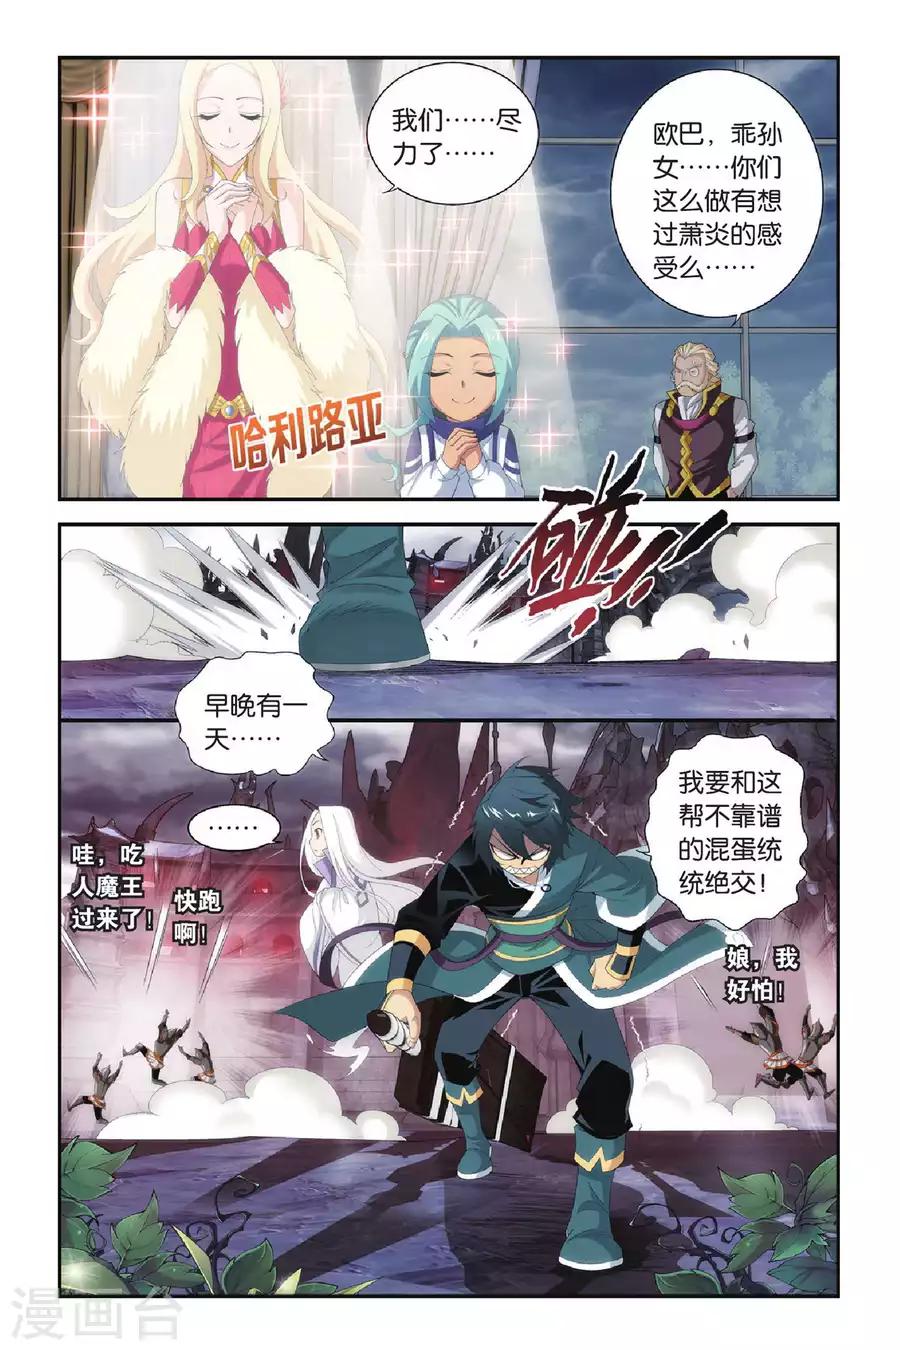 我们……尽
力了……
欧巴，乖孙
女……你们
这么做有想
过萧炎的感
受么……
哈利路亚
碰!!
早晚有一
天……
……
我要和这
帮不靠谱
的混蛋统
统绝交！
哇，吃
人魔王
过来了！
快跑
啊！
娘，我
好怕！
漫画台